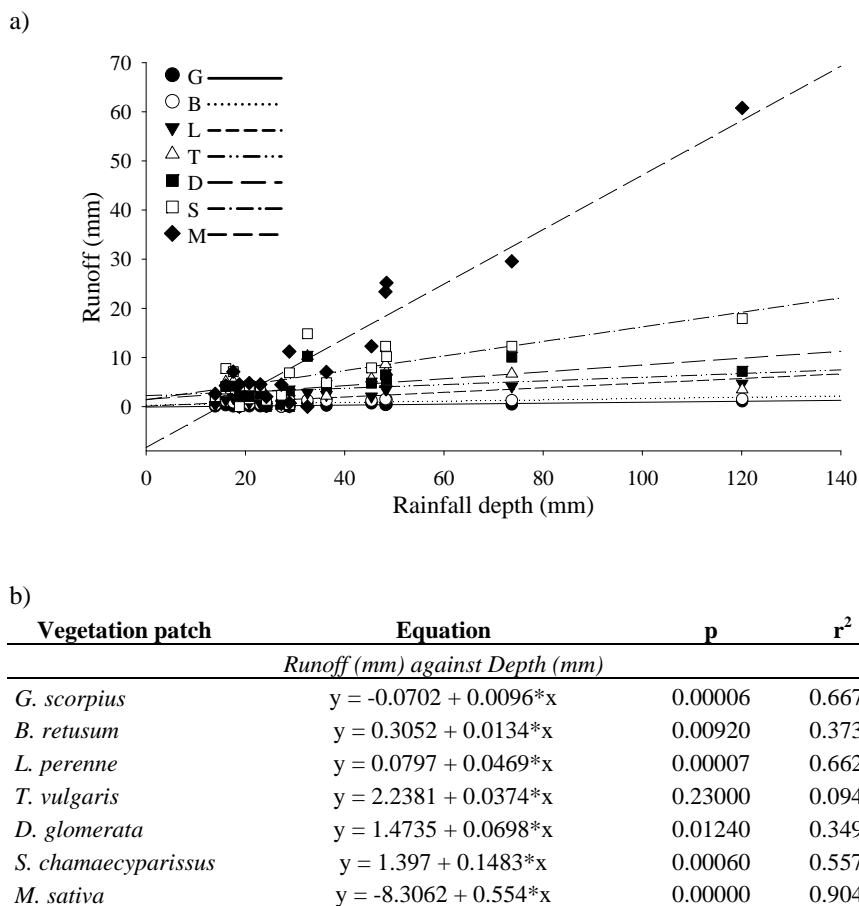 a)
70
60
50
40
30
20
10
0
Runoff (mm)
G
B
L
T
D
S
M
0 20 40 60 80 100 120 140
Rainfall depth (mm)
b)
Vegetation patch Equation p r²
Runoff (mm) against Depth (mm)
G. scorpius y = -0.0702 + 0.0096*x 0.00006 0.667
B. retusum y = 0.3052 + 0.0134*x 0.00920 0.373
L. perenne y = 0.0797 + 0.0469*x 0.00007 0.662
T. vulgaris y = 2.2381 + 0.0374*x 0.23000 0.094
D. glomerata y = 1.4735 + 0.0698*x 0.01240 0.349
S. chamaecyparissus y = 1.397 + 0.1483*x 0.00060 0.557
M. sativa y = -8.3062 + 0.554*x 0.00000 0.904